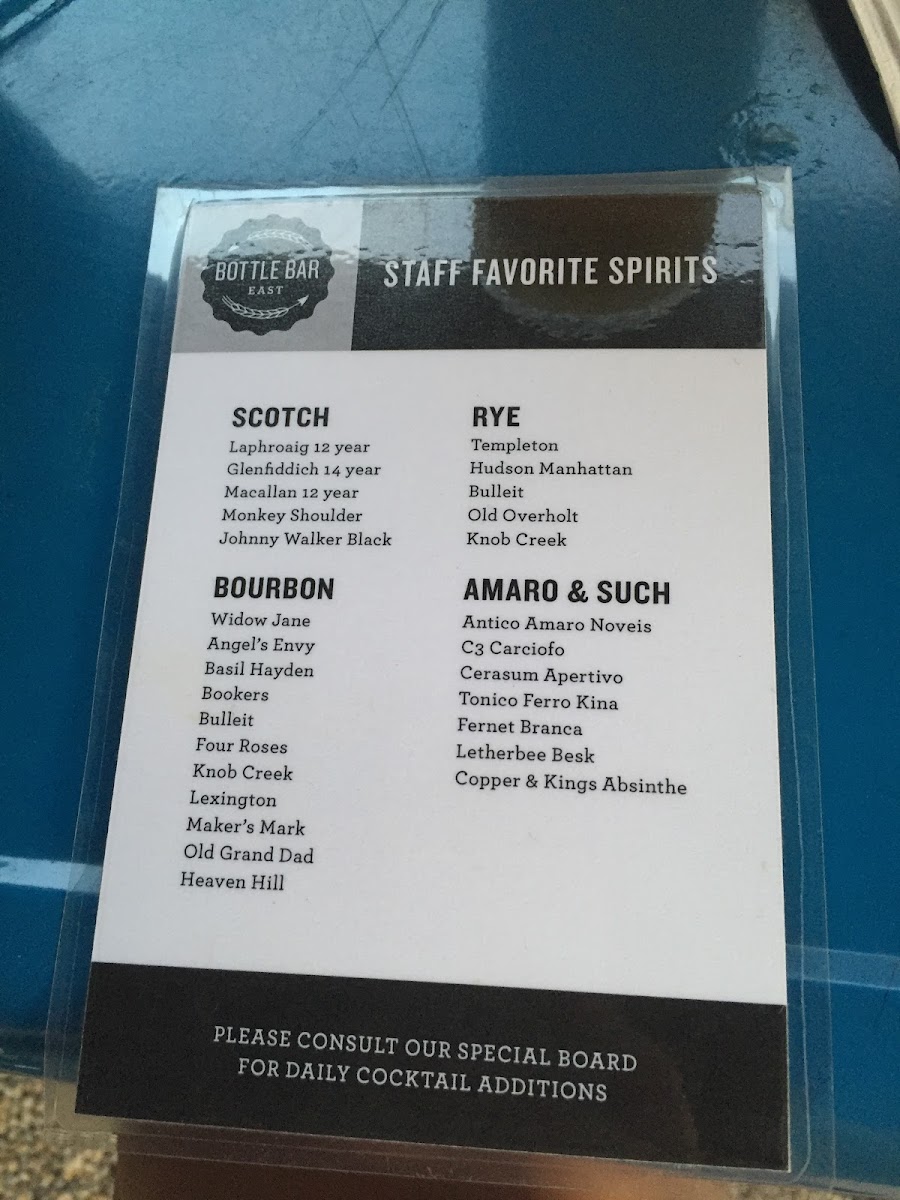 BOTTLE BAR
EAST
STAFF FAVORITE SPIRITS
SCOTCH
Laphroaig 12 year
Glenfiddich 14 year
Macallan 12 year
Monkey Shoulder
Johnny Walker Black
BOURBON
Widow Jane
Angel's Envy
Basil Hayden
Bookers
Bulleit
Four Roses
Knob Creek
Lexington
Maker's Mark
Old Grand Dad
Heaven Hill
RYE
Templeton
Hudson Manhattan
Bulleit
Old Overholt
Knob Creek
AMARO & SUCH
Antico Amaro Noveis
C3 Carciofo
Cerasum Apertivo
Tonico Ferro Kina
Fernet Branca
Letherbee Besk
Copper & Kings Absinthe
PLEASE CONSULT OUR SPECIAL BOARD
FOR DAILY COCKTAIL ADDITIONS